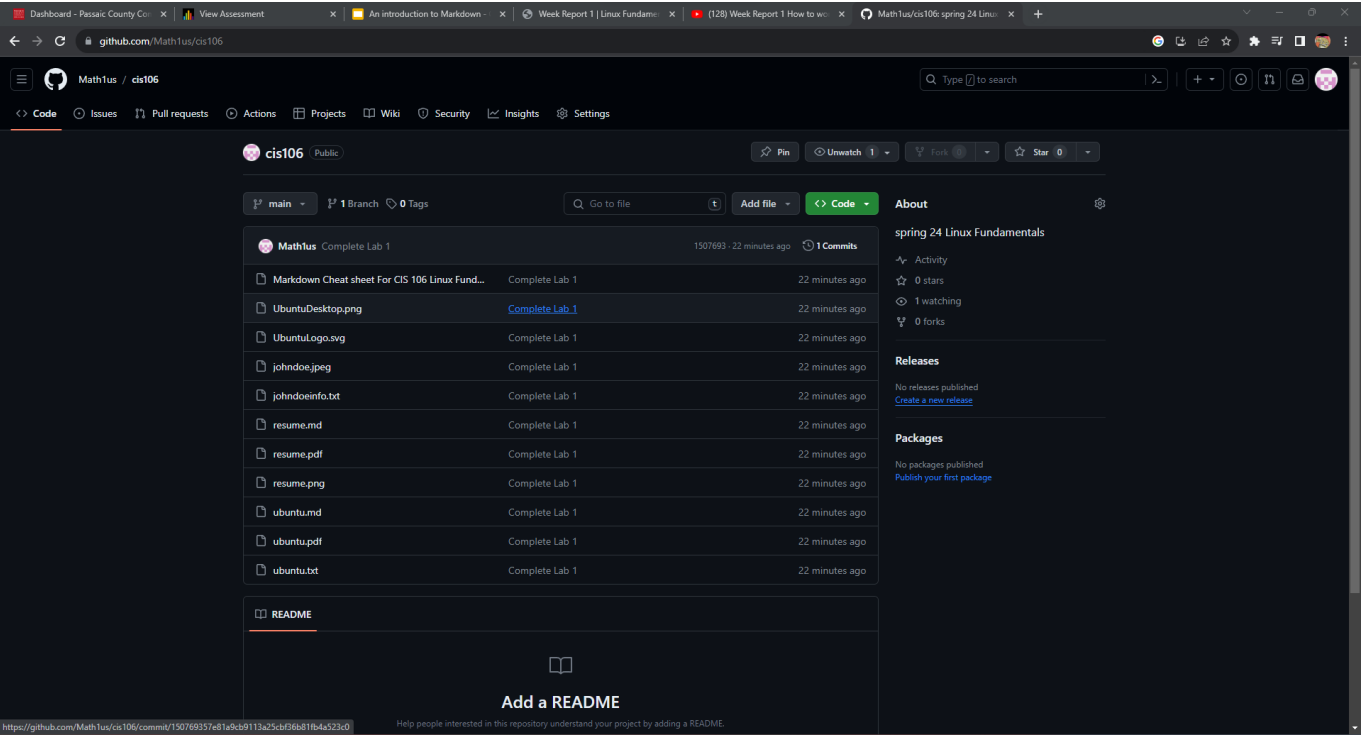 Dashboard - Passaic County Co
View Assessment
An introduction to Markdown -
Week Report 1 | Linux Fundame
(128) Week Report 1 How to wo
Math1us/cis106: spring 24 Linu
github.com/Math1us/cis106
Math1us / cis106
Type / to search
Code Issues Pull requests Actions Projects Wiki Security Insights Settings
cis106 Public
Pin Unwatch 1 Fork 0 Star 0
main 1 Branch 0 Tags Go to file t Add file Code
Math1us Complete Lab 1 1507693 · 22 minutes ago 1 Commits
Markdown Cheat sheet For CIS 106 Linux Fund... Complete Lab 1 22 minutes ago
UbuntuDesktop.png Complete Lab 1 22 minutes ago
UbuntuLogo.svg Complete Lab 1 22 minutes ago
johndoe.jpeg Complete Lab 1 22 minutes ago
johndoeinfo.txt Complete Lab 1 22 minutes ago
resume.md Complete Lab 1 22 minutes ago
resume.pdf Complete Lab 1 22 minutes ago
resume.png Complete Lab 1 22 minutes ago
ubuntu.md Complete Lab 1 22 minutes ago
ubuntu.pdf Complete Lab 1 22 minutes ago
ubuntu.txt Complete Lab 1 22 minutes ago
README
Add a README
Help people interested in this repository understand your project by adding a README.
About
spring 24 Linux Fundamentals
Activity
0 stars
1 watching
0 forks
Releases
No releases published
Create a new release
Packages
No packages published
Publish your first package
https://github.com/Math1us/cis106/commit/150769357e81a9cb9113a25cbf36b81fb4a523c0